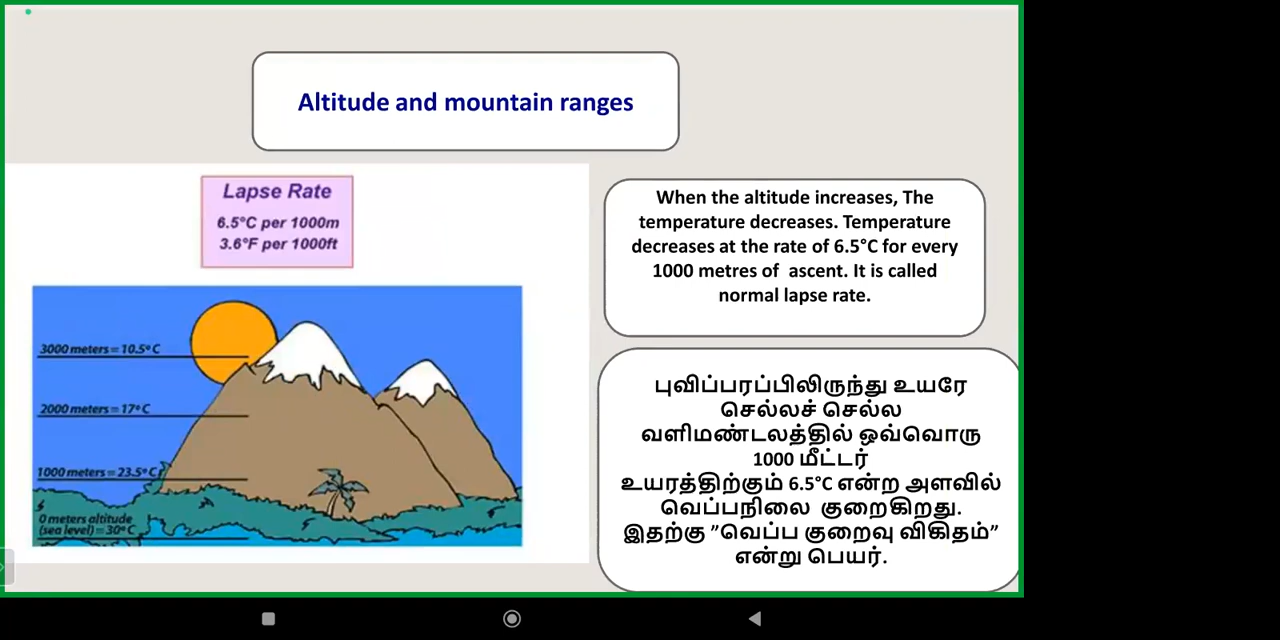 Altitude and mountain ranges
Lapse Rate
6.5°C per 1000m
3.6°F per 1000ft
3000 meters = 10.5° C
2000 meters = 17° C
1000 meters = 23.5° C
0 meters altitude
(sea level) = 30° C
When the altitude increases, The
temperature decreases. Temperature
decreases at the rate of 6.5°C for every
1000 metres of ascent. It is called
normal lapse rate.
புவிப்பரப்பிலிருந்து உயரே
செல்லச் செல்ல
வளிமண்டலத்தில் ஒவ்வொரு
1000 மீட்டர்
உயரத்திற்கும் 6.5°C என்ற அளவில்
வெப்பநிலை குறைகிறது.
இதற்கு ”வெப்ப குறைவு விகிதம்”
என்று பெயர்.